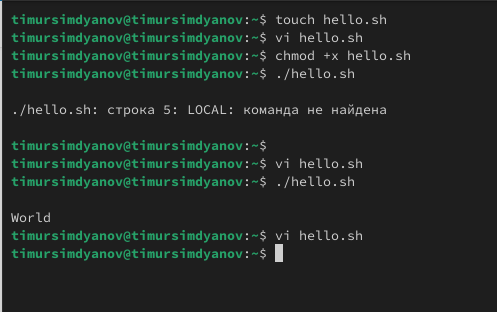 timursimdyanov@timursimdyanov:~$ touch hello.sh
timursimdyanov@timursimdyanov:~$ vi hello.sh
timursimdyanov@timursimdyanov:~$ chmod +x hello.sh
timursimdyanov@timursimdyanov:~$ ./hello.sh
./hello.sh: строка 5: LOCAL: команда не найдена
timursimdyanov@timursimdyanov:~$
timursimdyanov@timursimdyanov:~$ vi hello.sh
timursimdyanov@timursimdyanov:~$ ./hello.sh
World
timursimdyanov@timursimdyanov:~$ vi hello.sh
timursimdyanov@timursimdyanov:~$